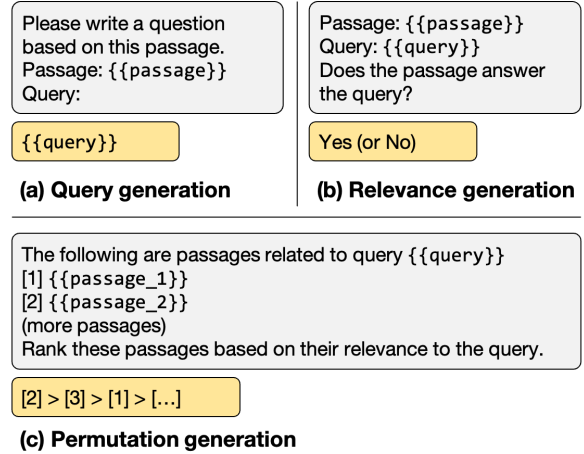 Please write a question
based on this passage.
Passage: {{passage}}
Query:
{{query}}
(a) Query generation
Passage: {{passage}}
Query: {{query}}
Does the passage answer
the query?
Yes (or No)
(b) Relevance generation
The following are passages related to query {{query}}
[1] {{passage_1}}
[2] {{passage_2}}
(more passages)
Rank these passages based on their relevance to the query.
[2] > [3] > [1] > [...]
(c) Permutation generation